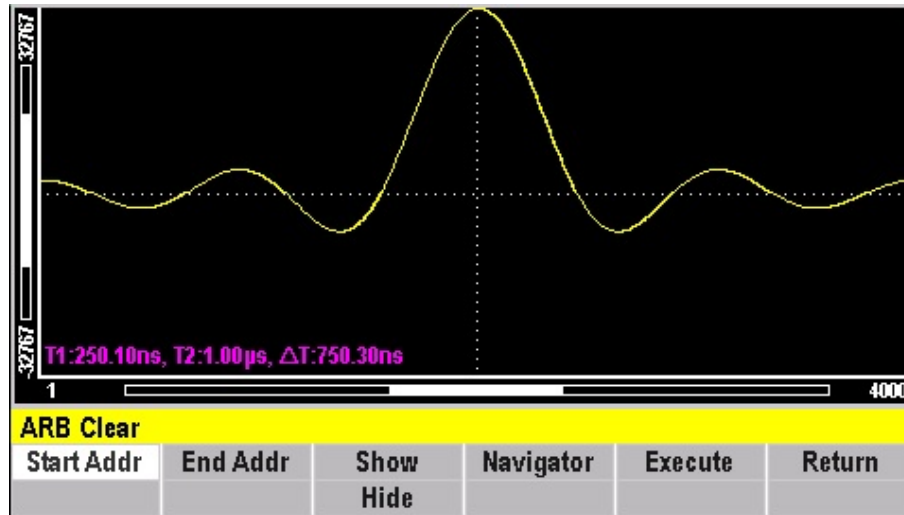 32767
-32767
T1:250.10ns, T2:1.00µs, ΔT:750.30ns
1 4000
ARB Clear
Start Addr End Addr Show Navigator Execute Return
Hide